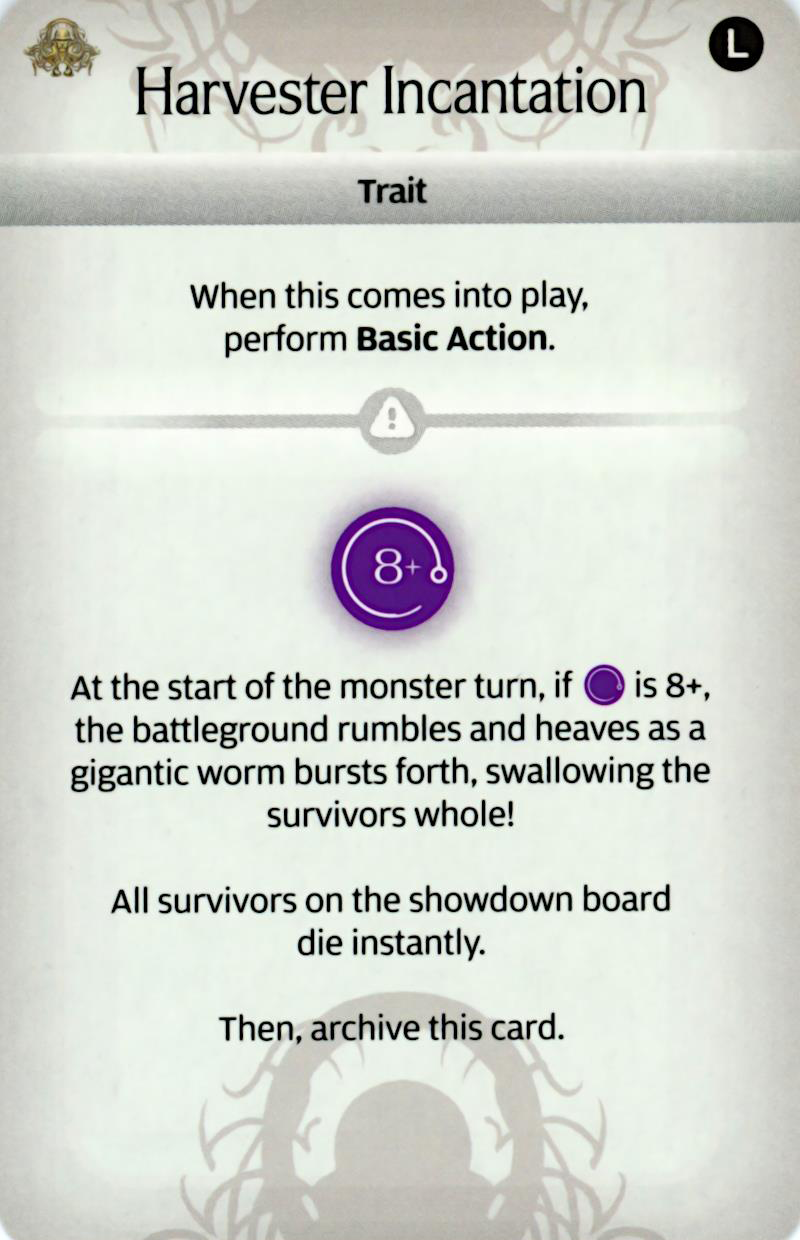 L
Harvester Incantation
Trait
When this comes into play,
perform Basic Action.
8+
At the start of the monster turn, if is 8+,
the battleground rumbles and heaves as a
gigantic worm bursts forth, swallowing the
survivors whole!
All survivors on the showdown board
die instantly.
Then, archive this card.